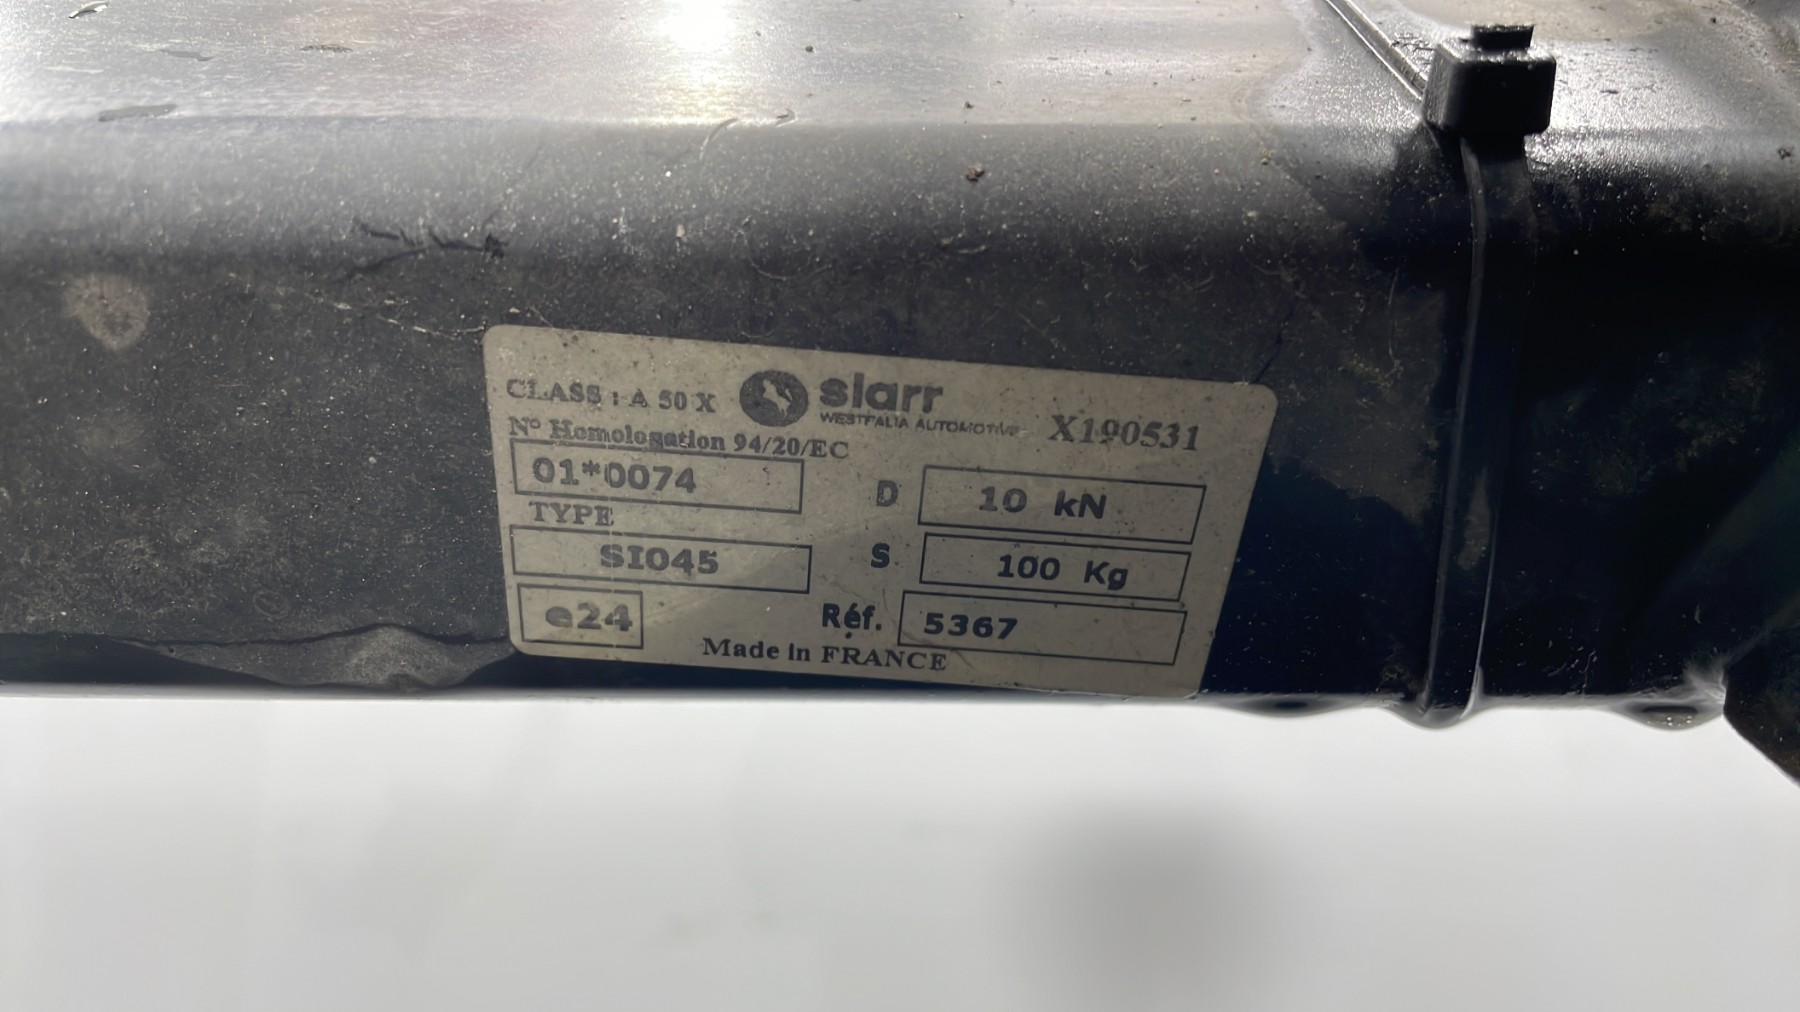 CLASS : A 50 X
siarr
WESTFALIA AUTOMOTIVE
X190531
N° Homologation 94/20/EC
01*0074
D 10 kN
TYPE
SI045
S 100 Kg
e24
Réf. 5367
Made in FRANCE